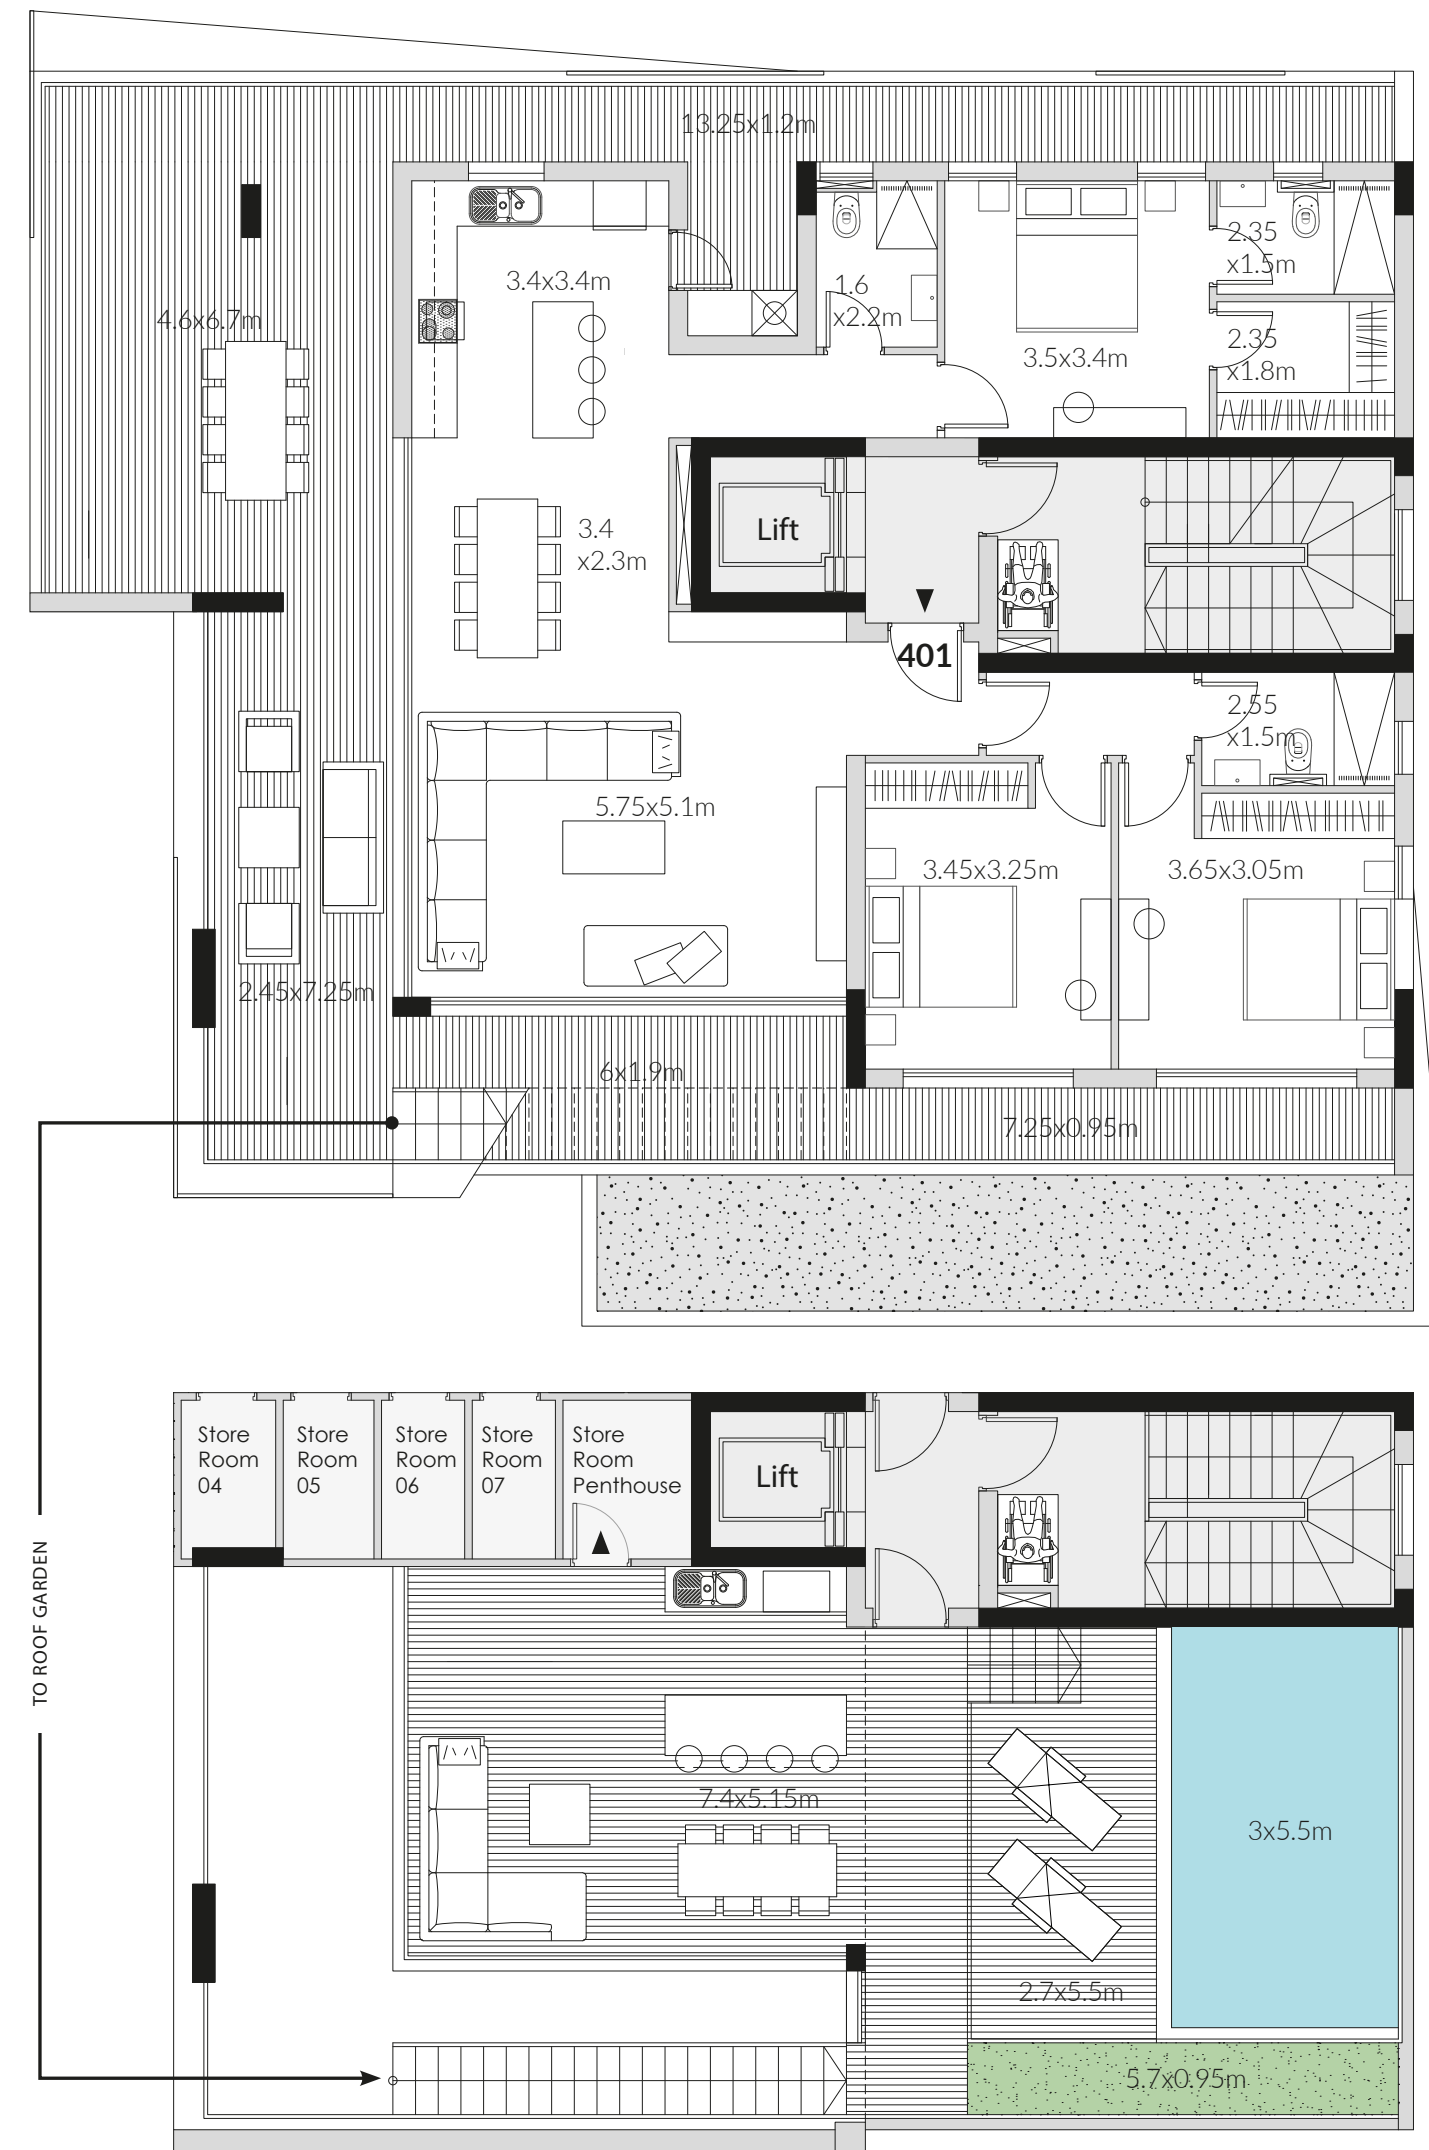 13.25x1.2m
2.35
x1.5m
3.4x3.4m
1.6
x2.2m
4.6x6.7m
2.35
x1.8m
3.5x3.4m
3.4
x2.3m
Lift
401
2.55
x1.5m
5.75x5.1m
3.45x3.25m
3.65x3.05m
2.45x7.25m
6x1.9m
7.25x0.95m
Store
Room
04
Store
Room
05
Store
Room
06
Store
Room
07
Store
Room
Penthouse
Lift
TO ROOF GARDEN
7.4x5.15m
3x5.5m
2.7x5.5m
5.7x0.95m